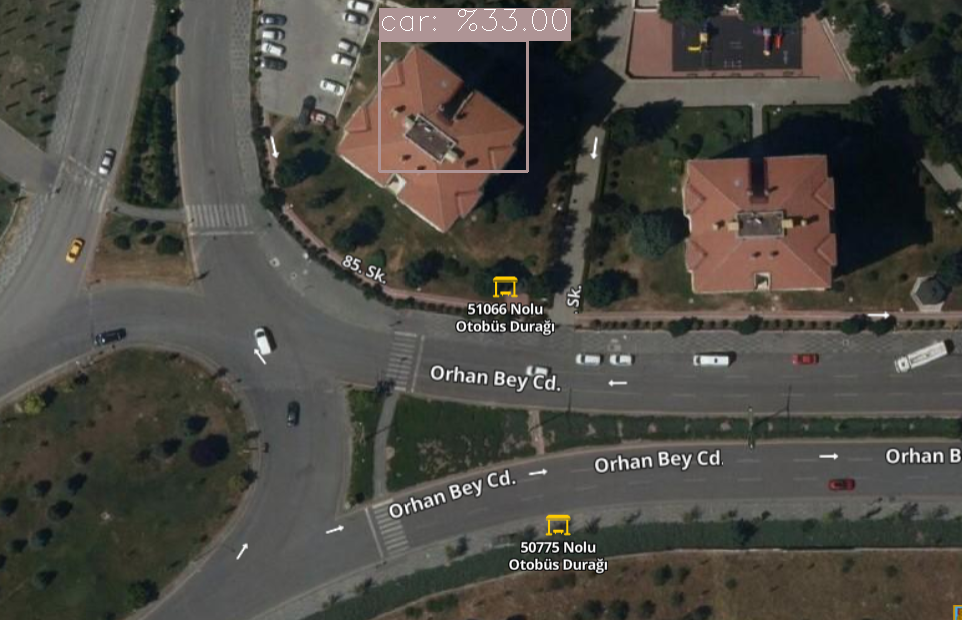 car: %33.00
85. Sk.
. Sk.
51066 Nolu
Otobüs Durağı
Orhan Bey Cd.
Orhan Bey Cd.
Orhan Bey Cd.
Orhan B
50775 Nolu
Otobüs Durağı